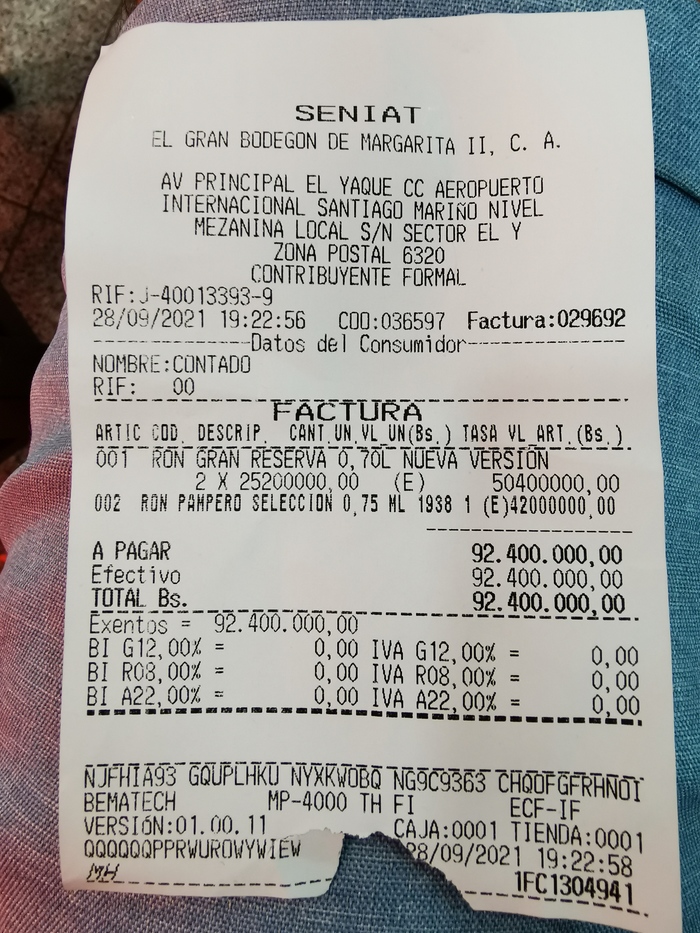 SENIAT
EL GRAN BODEGON DE MARGARITA II, C. A.
AV PRINCIPAL EL YAQUE CC AEROPUERTO
INTERNACIONAL SANTIAGO MARIÑO NIVEL
MEZANINA LOCAL S/N SECTOR EL Y
ZONA POSTAL 6320
CONTRIBUYENTE FORMAL
RIF:J-40013393-9
28/09/2021 19:22:56 COO:036597 Factura:029692
Datos del Consumidor
NOMBRE:CONTADO
RIF: 00
FACTURA
ARTIC COD. DESCRIP. CANT.UN.VL_UN(Bs.) TASA VL_ART.(Bs.)
001 RON GRAN RESERVA 0,70L NUEVA VERSIÓN
2 X 25200000,00 (E) 50400000,00
002 RON PAMPERO SELECCION 0,75 ML 1938 1 (E)42000000,00
A PAGAR 92.400.000,00
Efectivo 92.400.000,00
TOTAL Bs. 92.400.000,00
Exentos = 92.400.000,00
BI G12,00% = 0,00 IVA G12,00% = 0,00
BI R08,00% = 0,00 IVA R08,00% = 0,00
BI A22,00% = 0,00 IVA A22,00% = 0,00
NJFHIA93 GQUPLHKU NYXKWOBQ NG9C9363 CHQOFGFRHNOI
BEMATECH MP-4000 TH FI ECF-IF
VERSIÓN:01.00.11 CAJA:0001 TIENDA:0001
QQQQQQPPRWUROWYWIEW 28/09/2021 19:22:58
MH 1FC1304941